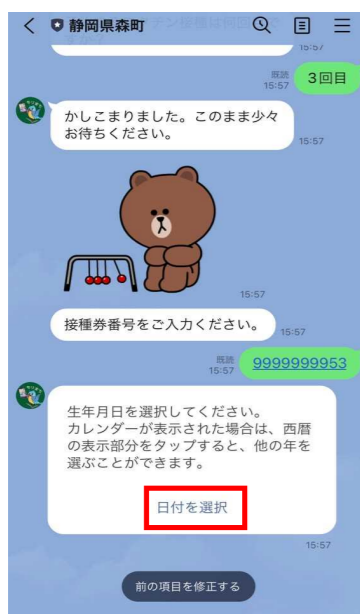 静岡県森町
15:57
既読
15:57
3回目
かしこまりました。このまま少々
お待ちください。
15:57
15:57
接種券番号をご入力ください。
15:57
既読
15:57
9999999953
生年月日を選択してください。
カレンダーが表示された場合は、西暦
の表示部分をタップすると、他の年を
選ぶことができます。
日付を選択
15:57
前の項目を修正する